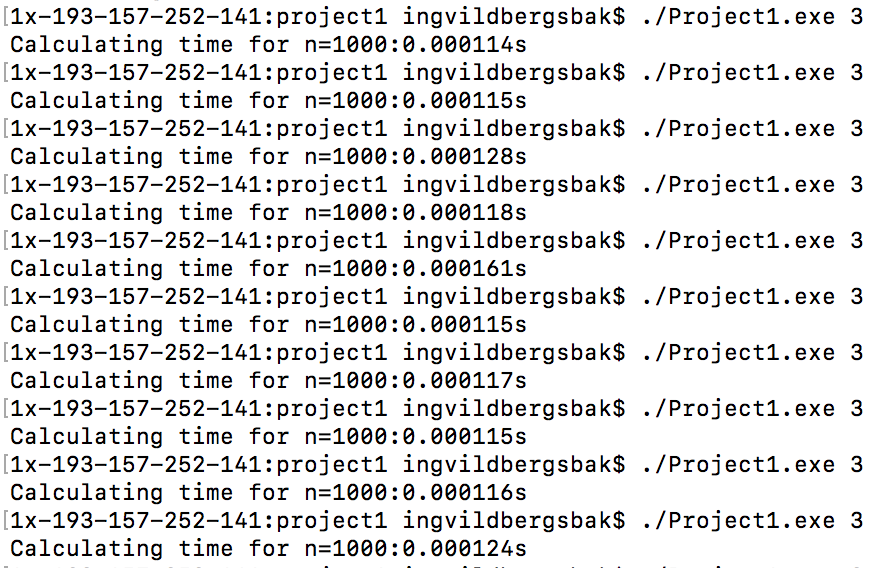 [1x-193-157-252-141:project1 ingvildbergsbak$ ./Project1.exe 3
Calculating time for n=1000:0.000114s
[1x-193-157-252-141:project1 ingvildbergsbak$ ./Project1.exe 3
Calculating time for n=1000:0.000115s
[1x-193-157-252-141:project1 ingvildbergsbak$ ./Project1.exe 3
Calculating time for n=1000:0.000128s
[1x-193-157-252-141:project1 ingvildbergsbak$ ./Project1.exe 3
Calculating time for n=1000:0.000118s
[1x-193-157-252-141:project1 ingvildbergsbak$ ./Project1.exe 3
Calculating time for n=1000:0.000161s
[1x-193-157-252-141:project1 ingvildbergsbak$ ./Project1.exe 3
Calculating time for n=1000:0.000115s
[1x-193-157-252-141:project1 ingvildbergsbak$ ./Project1.exe 3
Calculating time for n=1000:0.000117s
[1x-193-157-252-141:project1 ingvildbergsbak$ ./Project1.exe 3
Calculating time for n=1000:0.000115s
[1x-193-157-252-141:project1 ingvildbergsbak$ ./Project1.exe 3
Calculating time for n=1000:0.000116s
[1x-193-157-252-141:project1 ingvildbergsbak$ ./Project1.exe 3
Calculating time for n=1000:0.000124s